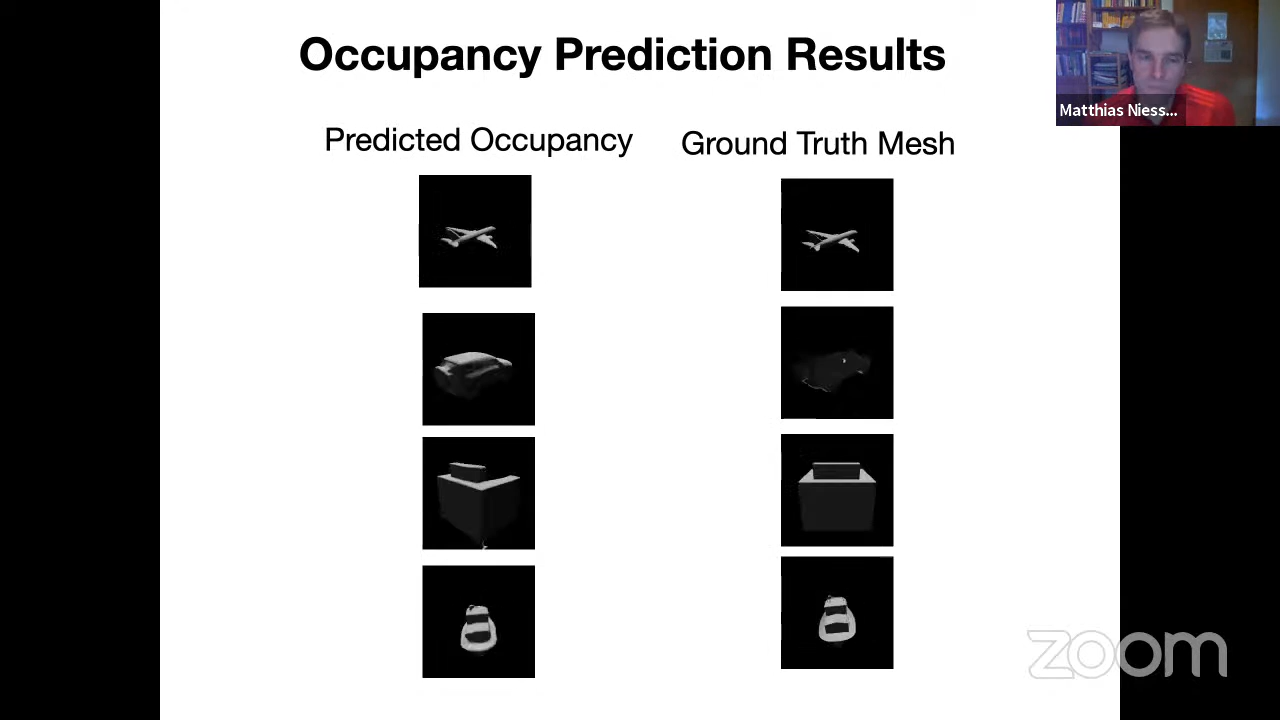 Occupancy Prediction Results
Matthias Niess...
Predicted Occupancy
Ground Truth Mesh
zoom